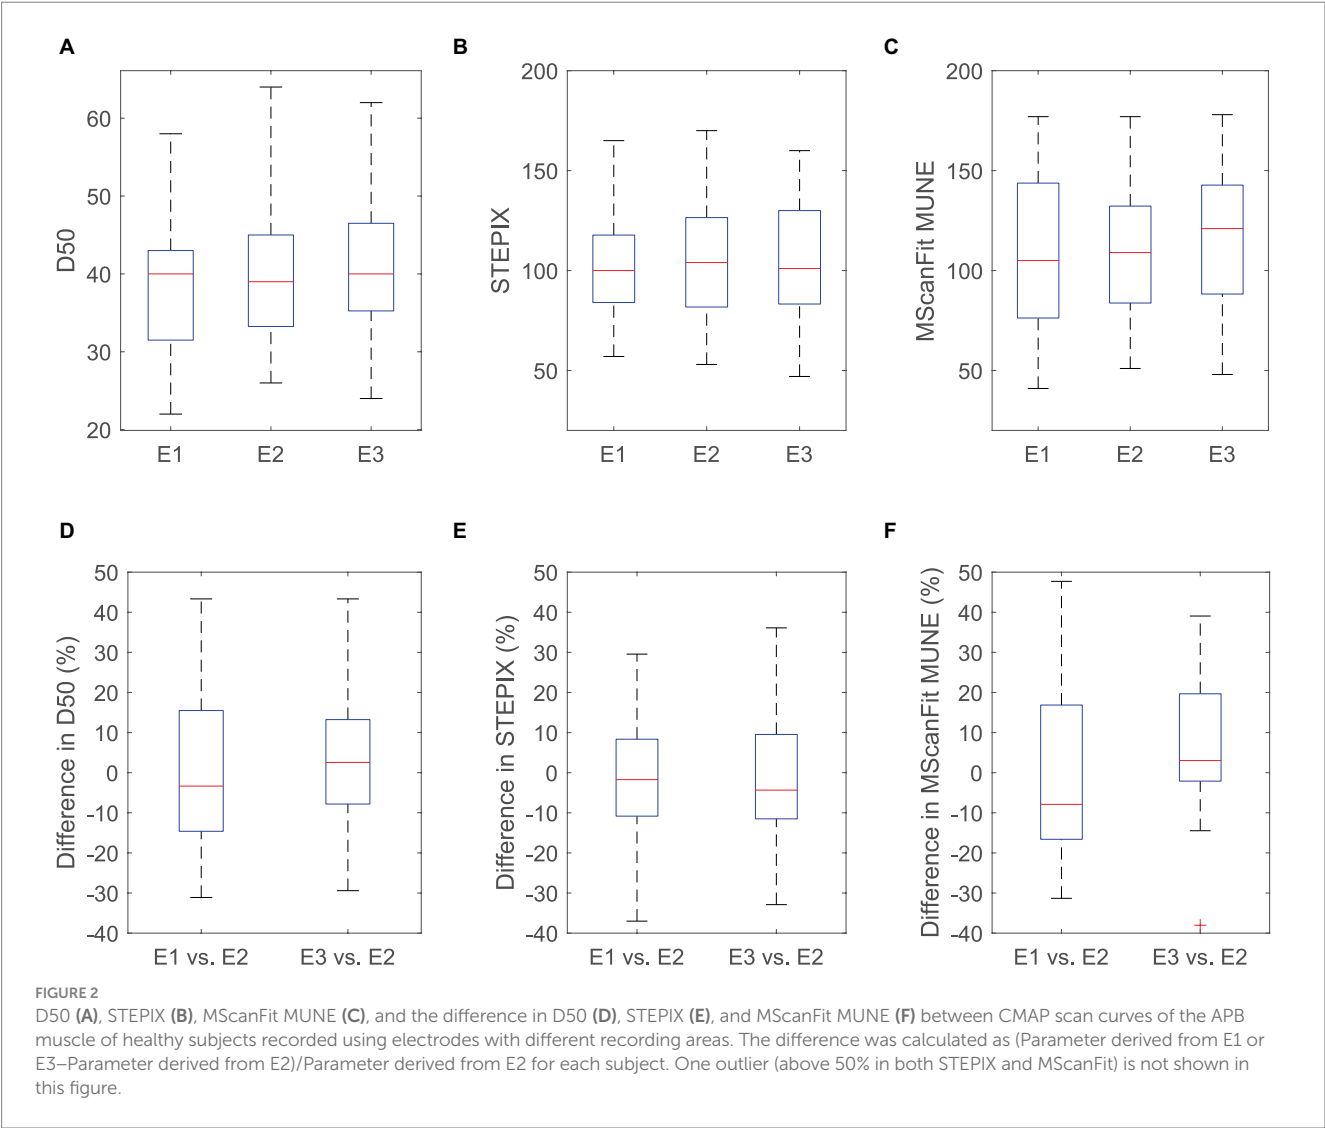 A
B
C
60
50
40
30
20
D50
E1
E2
E3
200
150
100
50
STEPIX
E1
E2
E3
200
150
100
50
MScanFit MUNE
E1
E2
E3
D
E
F
50
40
30
20
10
0
-10
-20
-30
-40
Difference in D50 (%)
E1 vs. E2
E3 vs. E2
50
40
30
20
10
0
-10
-20
-30
-40
Difference in STEPIX (%)
E1 vs. E2
E3 vs. E2
50
40
30
20
10
0
-10
-20
-30
-40
Difference in MScanFit MUNE (%)
E1 vs. E2
E3 vs. E2
FIGURE 2
D50 (A), STEPIX (B), MScanFit MUNE (C), and the difference in D50 (D), STEPIX (E), and MScanFit MUNE (F) between CMAP scan curves of the APB
muscle of healthy subjects recorded using electrodes with different recording areas. The difference was calculated as (Parameter derived from E1 or
E3–Parameter derived from E2)/Parameter derived from E2 for each subject. One outlier (above 50% in both STEPIX and MScanFit) is not shown in
this figure.